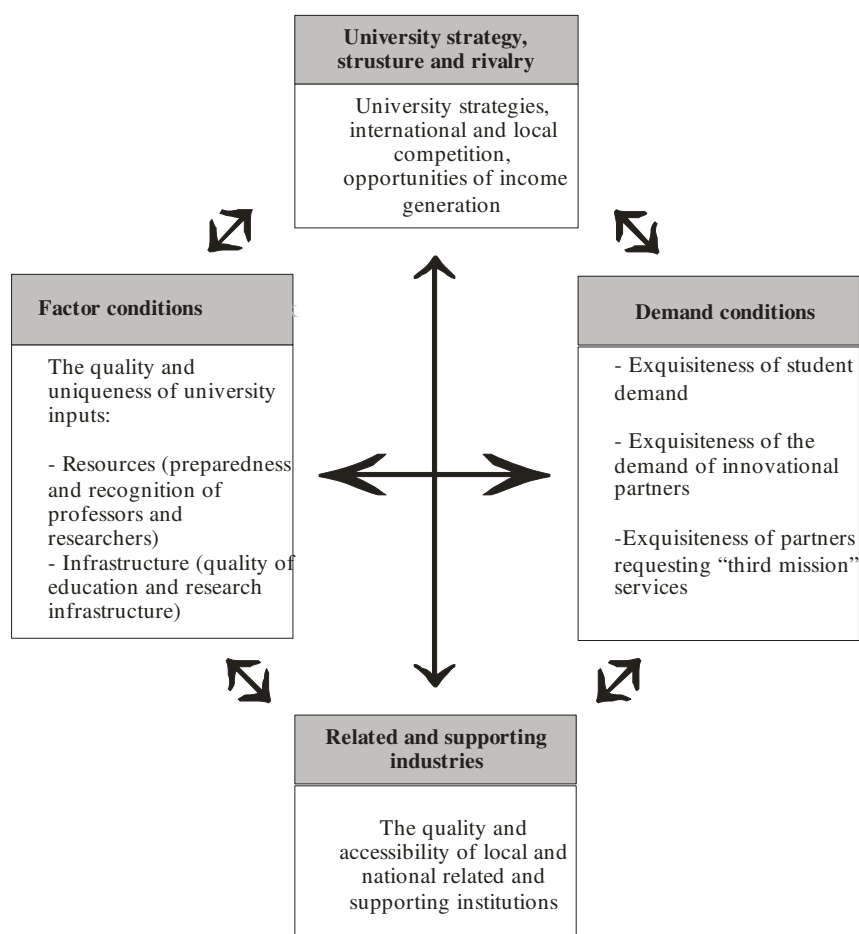 University strategy,
strusture and rivalry
University strategies,
international and local
competition,
opportunities of income
generation
Factor conditions
The quality and
uniqueness of university
inputs:
- Resources (preparedness
and recognition of
professors and
researchers)
- Infrastructure (quality of
education and research
infrastructure)
Demand conditions
- Exquisiteness of student
demand
- Exquisiteness of the
demand of innovational
partners
-Exquisiteness of partners
requesting “third mission”
services
Related and supporting
industries
The quality and
accessibility of local and
national related and
supporting institutions